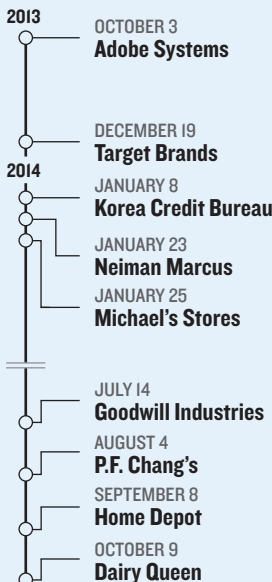 2013
OCTOBER 3
Adobe Systems
DECEMBER 19
Target Brands
2014
JANUARY 8
Korea Credit Bureau
JANUARY 23
Neiman Marcus
JANUARY 25
Michael's Stores
JULY 14
Goodwill Industries
AUGUST 4
P.F. Chang's
SEPTEMBER 8
Home Depot
OCTOBER 9
Dairy Queen